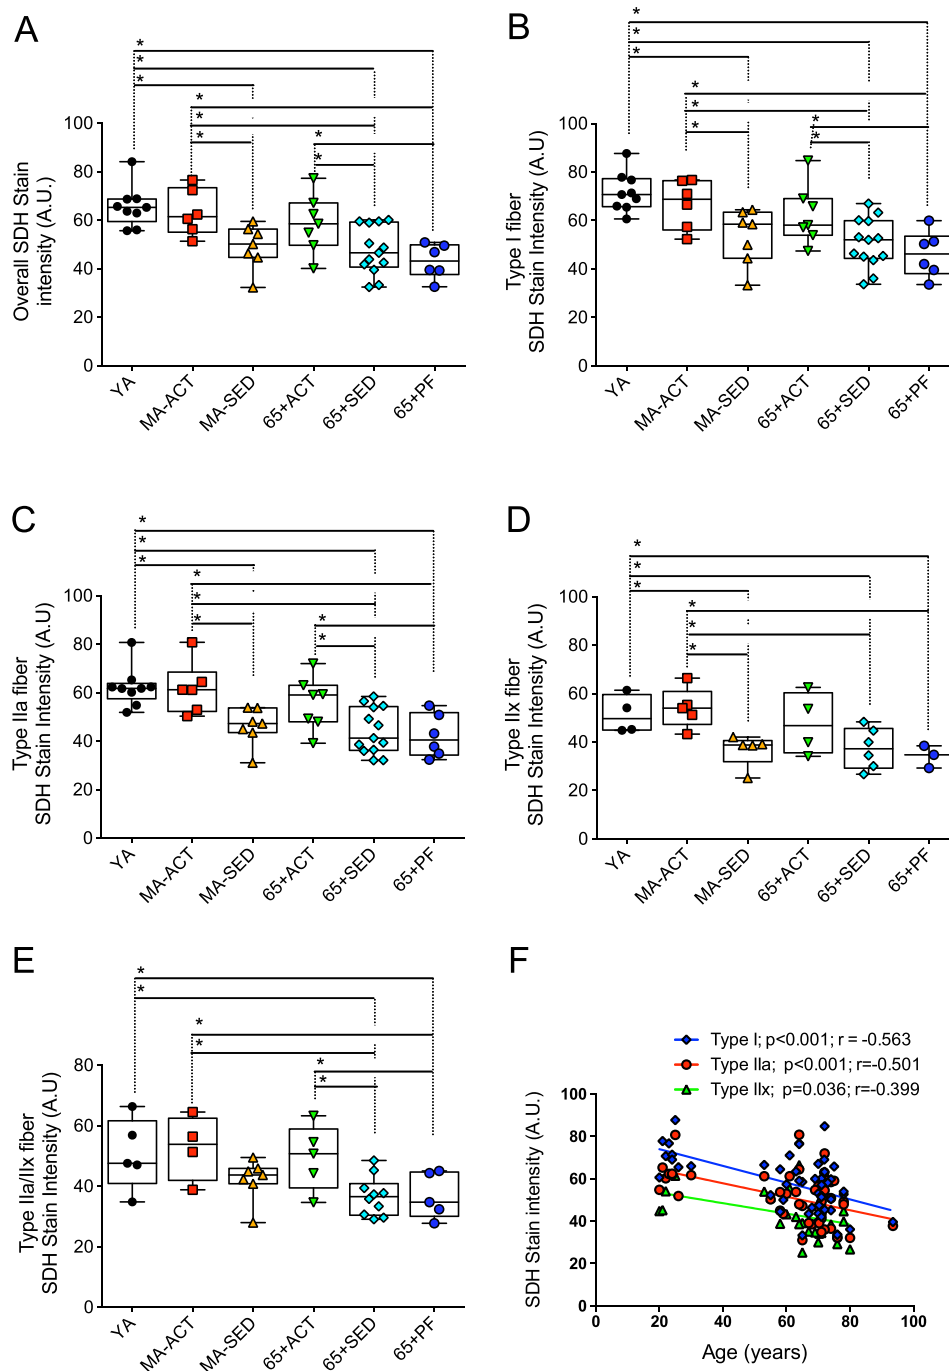 A
*
*
*
*
*
*
*
*
Overall SDH Stain
intensity (A.U.)
100
80
60
40
20
0
YA
MA-ACT
MA-SED
65+ACT
65+SED
65+PF
B
*
*
*
*
*
*
*
*
Type I fiber
SDH Stain Intensity (A.U)
100
80
60
40
20
0
YA
MA-ACT
MA-SED
65+ACT
65+SED
65+PF
C
*
*
*
*
*
*
*
*
Type IIa fiber
SDH Stain Intensity (A.U)
100
80
60
40
20
0
YA
MA-ACT
MA-SED
65+ACT
65+SED
65+PF
D
*
*
*
*
*
*
Type IIx fiber
SDH Stain Intensity (A.U)
100
80
60
40
20
0
YA
MA-ACT
MA-SED
65+ACT
65+SED
65+PF
E
*
*
*
*
*
*
Type IIa/IIx fiber
SDH Stain Intensity (A.U)
80
60
40
20
0
YA
MA-ACT
MA-SED
65+ACT
65+SED
65+PF
F
Type I; p<0.001; r = -0.563
Type IIa; p<0.001; r=-0.501
Type IIx; p=0.036; r=-0.399
SDH Stain intensity (A.U.)
100
80
60
40
20
0
0 20 40 60 80 100
Age (years)